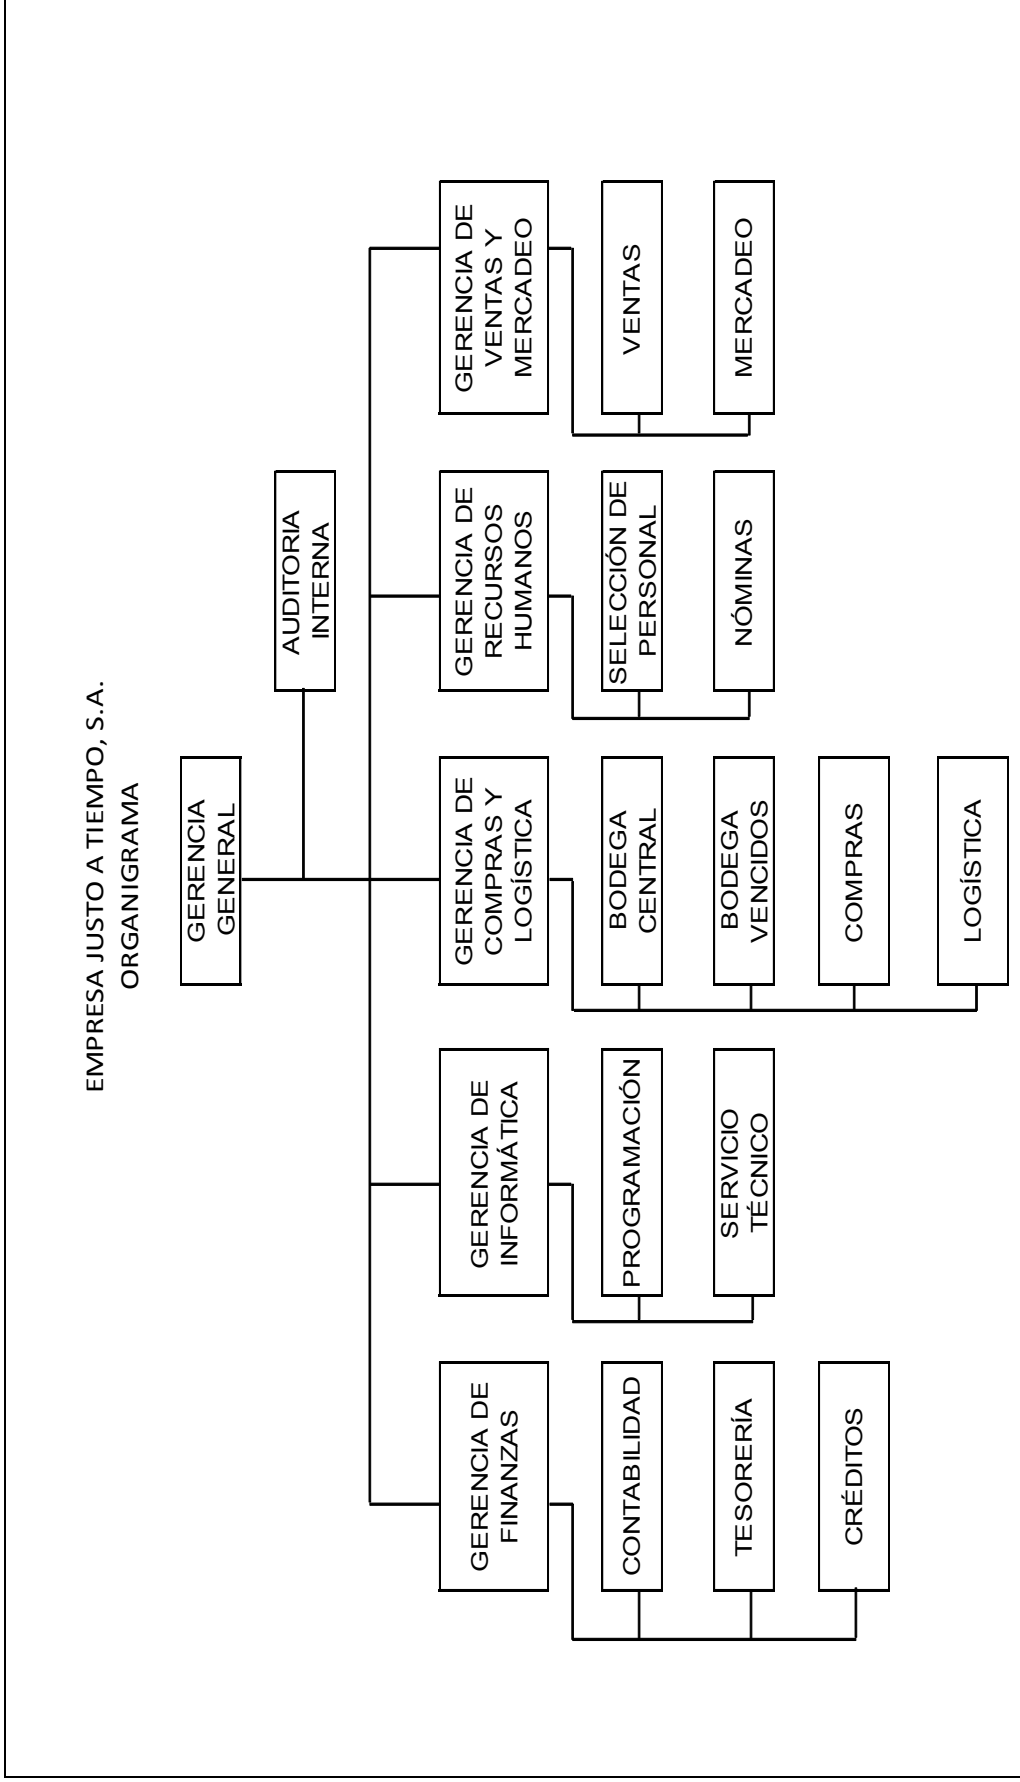 EMPRESA JUSTO A TIEMPO, S.A.
ORGANIGRAMA
GERENCIA
GENERAL
AUDITORIA
INTERNA
GERENCIA DE
FINANZAS
GERENCIA DE
INFORMÁTICA
GERENCIA DE
COMPRAS Y
LOGÍSTICA
GERENCIA DE
RECURSOS
HUMANOS
GERENCIA DE
VENTAS Y
MERCADEO
CONTABILIDAD
PROGRAMACIÓN
BODEGA
CENTRAL
SELECCIÓN DE
PERSONAL
VENTAS
TESORERÍA
SERVICIO
TÉCNICO
BODEGA
VENCIDOS
NÓMINAS
MERCADEO
CRÉDITOS
COMPRAS
LOGÍSTICA